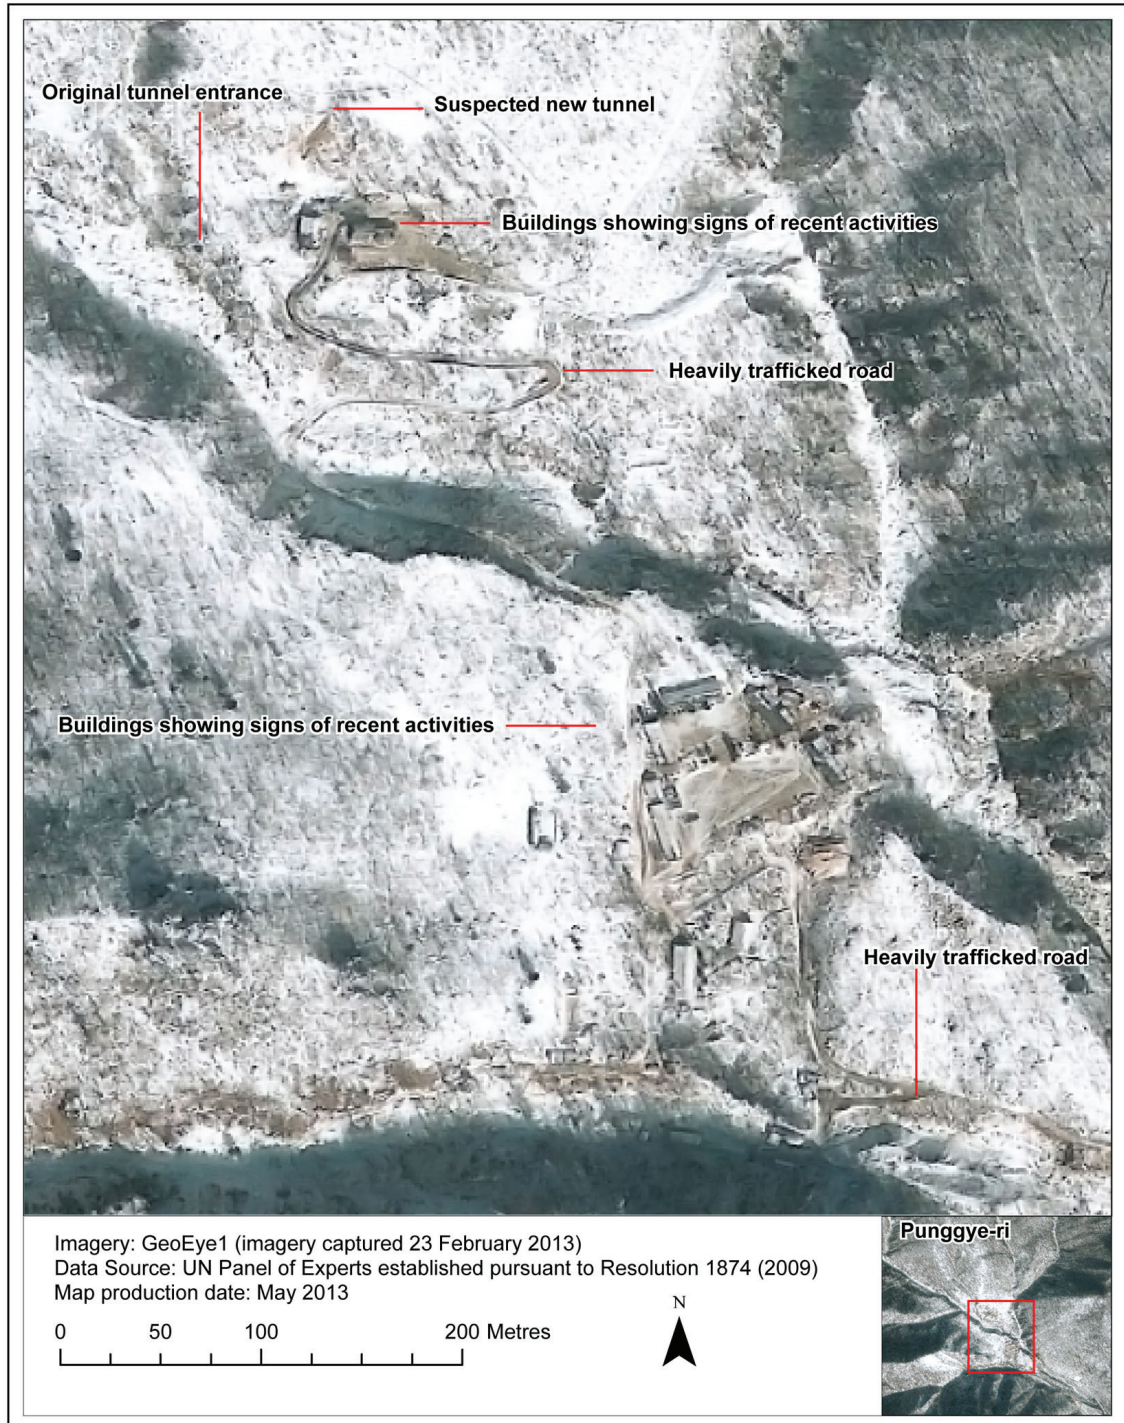 Original tunnel entrance
Suspected new tunnel
Buildings showing signs of recent activities
Heavily trafficked road
Buildings showing signs of recent activities
Heavily trafficked road
Imagery: GeoEye1 (imagery captured 23 February 2013)
Data Source: UN Panel of Experts established pursuant to Resolution 1874 (2009)
Map production date: May 2013
0 50 100 200 Metres
N
Punggye-ri